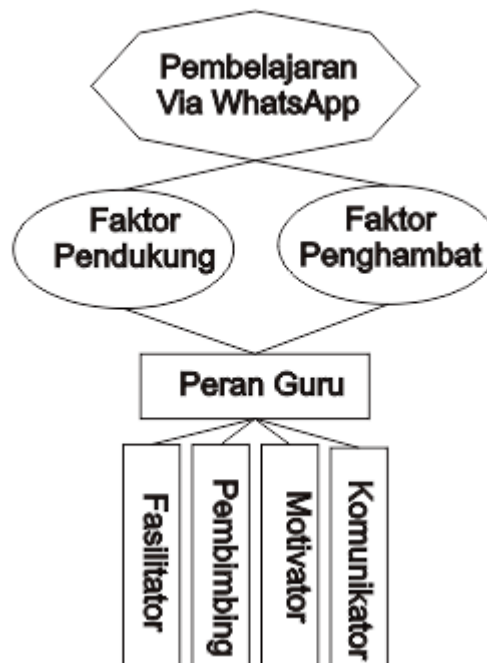 Pembelajaran
Via WhatsApp
Faktor
Pendukung
Faktor
Penghambat
Peran Guru
Fasilitator
Pembimbing
Motivator
Komunikator